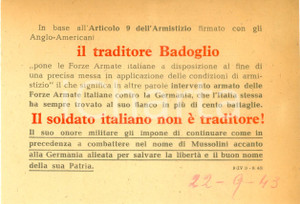 In base all'Articolo 9 dell'Armistizio firmato con gli
Anglo-Americani
il traditore Badoglio
„pone le Forze Armate italiane a disposizione al fine di
una precisa messa in applicazione delle condizioni di armi-
stizio" il che significa in altre parole intervento armato delle
Forze Armate Italiane contro la Germania, che l'Italia stessa
ha sempre trovato al suo fianco in più di cento battaglie.
Il soldato italiano non è traditore!
Il suo onore militare gli impone di continuare come in
precedenza a combattere nel nome di Mussolini accanto
alla Germania alleata per salvare la libertà e il buon nome
della sua Patria.
22-9-43